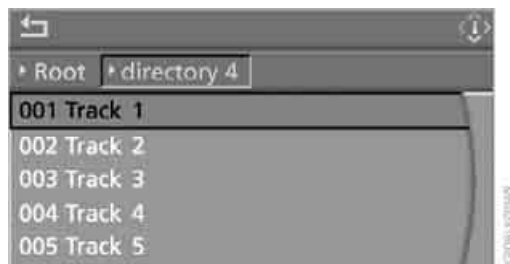 Root directory 4
001 Track 1
002 Track 2
003 Track 3
004 Track 4
005 Track 5